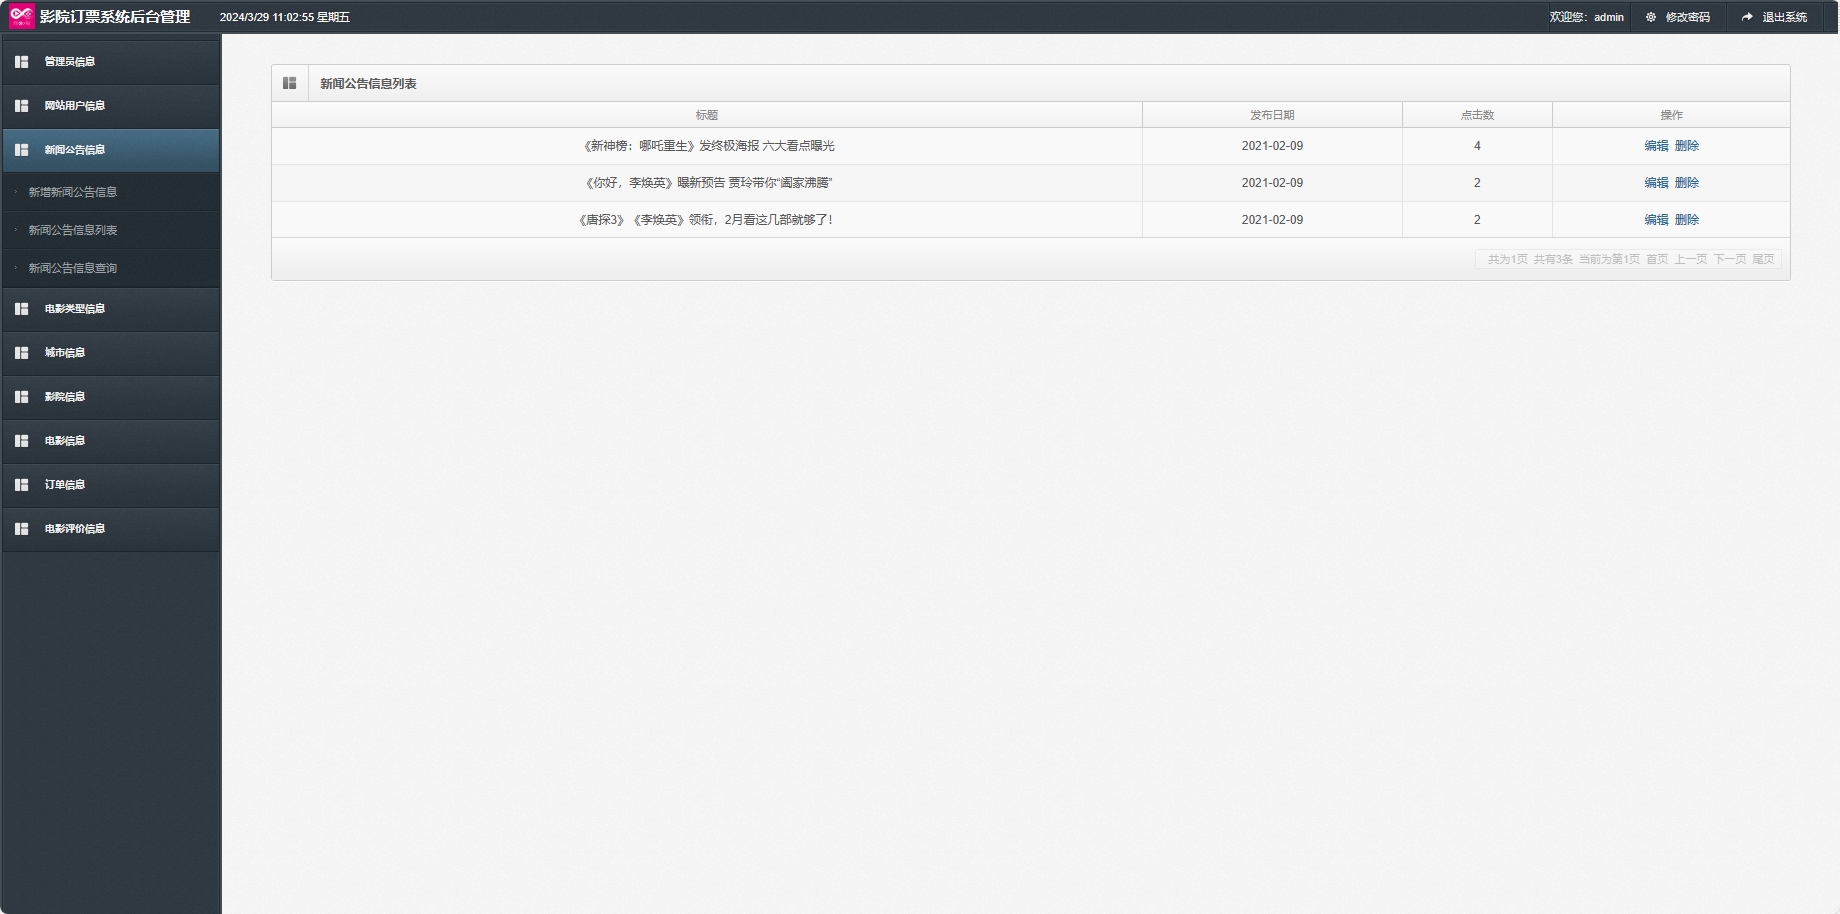 影院订票系统后台管理 2024/3/29 11:02:55 星期五 欢迎您：admin 修改密码 退出系统
管理员信息
网站用户信息
新闻公告信息
新增新闻公告信息
新闻公告信息列表
新闻公告信息查询
电影类型信息
城市信息
影院信息
电影信息
订单信息
电影评价信息
新闻公告信息列表
标题 发布日期 点击数 操作
《新神榜：哪吒重生》发终极海报 六大看点曝光 2021-02-09 4 编辑 删除
《你好，李焕英》曝新预告 贾玲带你“阖家沸腾” 2021-02-09 2 编辑 删除
《唐探3》《李焕英》领衔，2月看这几部就够了！ 2021-02-09 2 编辑 删除
共为1页 共有3条 当前为第1页 首页 上一页 下一页 尾页